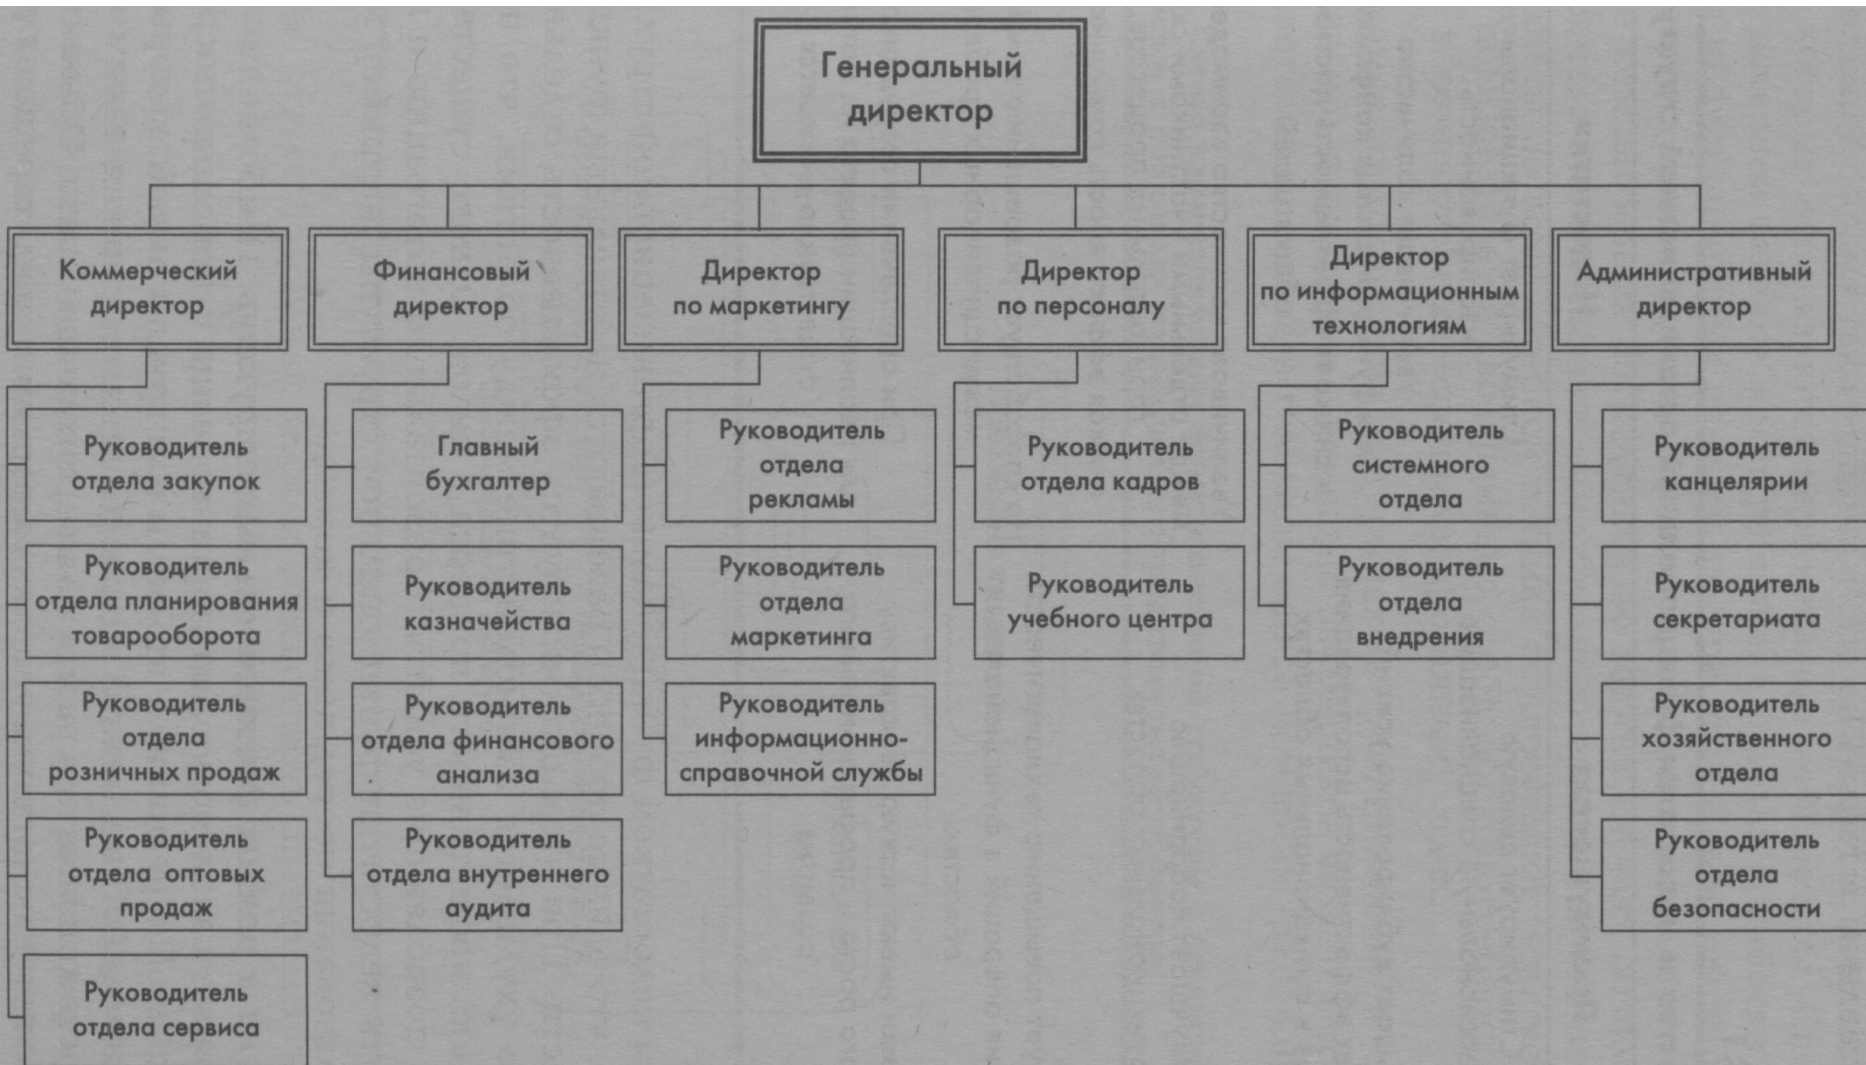 Генеральный
директор
Коммерческий
директор
Финансовый
директор
Директор
по маркетингу
Директор
по персоналу
Директор
по информационным
технологиям
Административный
директор
Руководитель
отдела закупок
Руководитель
отдела планирования
товарооборота
Руководитель
отдела
розничных продаж
Руководитель
отдела оптовых
продаж
Руководитель
отдела сервиса
Главный
бухгалтер
Руководитель
казначейства
Руководитель
отдела финансового
анализа
Руководитель
отдела внутреннего
аудита
Руководитель
отдела
рекламы
Руководитель
отдела
маркетинга
Руководитель
информационно-
справочной службы
Руководитель
отдела кадров
Руководитель
учебного центра
Руководитель
системного
отдела
Руководитель
отдела
внедрения
Руководитель
канцелярии
Руководитель
секретариата
Руководитель
хозяйственного
отдела
Руководитель
отдела
безопасности